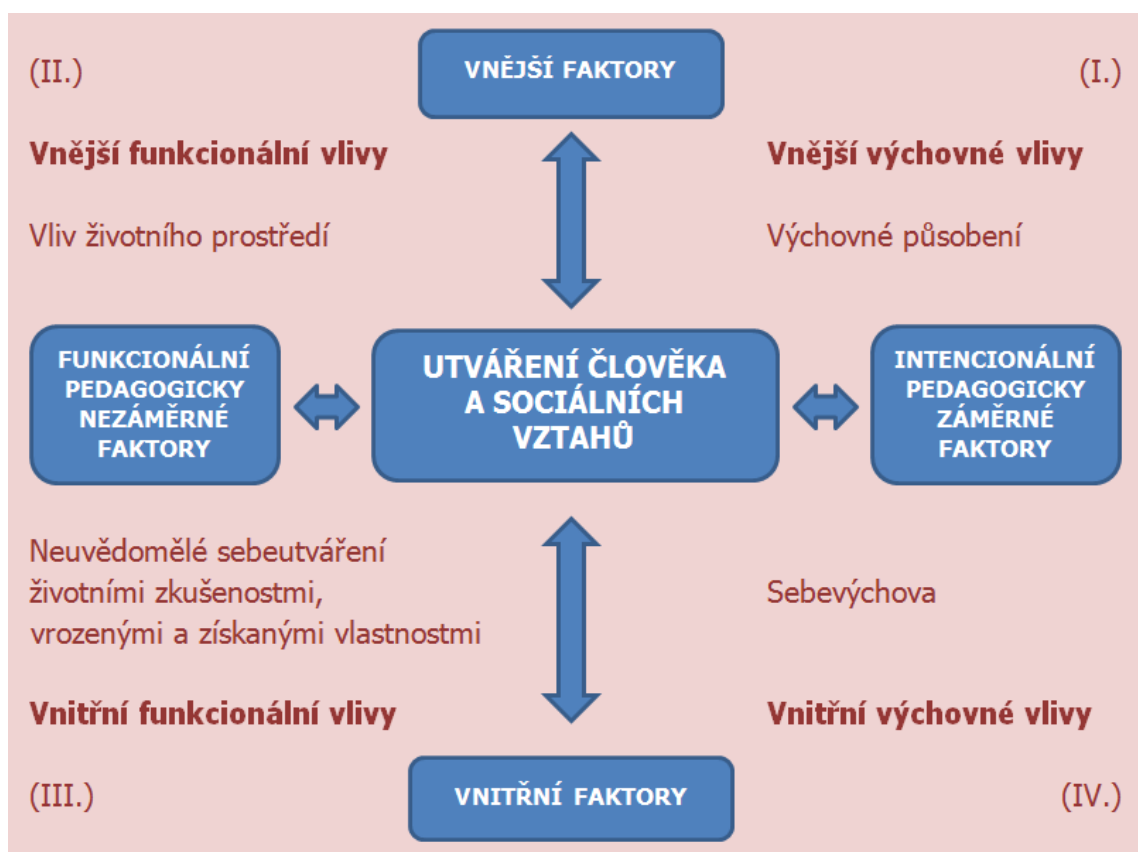 (II.)
VNĚJŠÍ FAKTORY
(I.)
Vnější funkcionální vlivy
Vnější výchovné vlivy
Vliv životního prostředí
Výchovné působení
FUNKCIONÁLNÍ
PEDAGOGICKY
NEZÁMĚRNÉ
FAKTORY
UTVÁŘENÍ ČLOVĚKA
A SOCIÁLNÍCH
VZTAHŮ
INTENCIONÁLNÍ
PEDAGOGICKY
ZÁMĚRNÉ
FAKTORY
Neuvědomělé sebeutváření
životními zkušenostmi,
vrozenými a získanými vlastnostmi
Sebevýchova
Vnitřní funkcionální vlivy
Vnitřní výchovné vlivy
(III.)
VNITŘNÍ FAKTORY
(IV.)